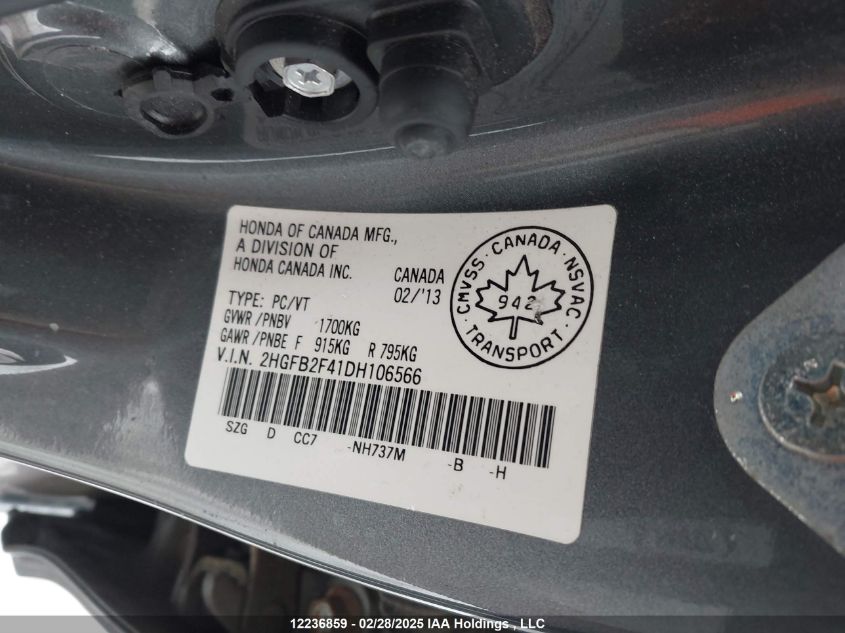 HONDA OF CANADA MFG.,
A DIVISION OF
HONDA CANADA INC.
CANADA
02/'13
TYPE: PC/VT
GVWR /PNBV 1700KG
GAWR /PNBE F 915KG R 795KG
V.I.N. 2HGFB2F41DH106566
SZG D CC7 -NH737M -B -H
CMVSS · CANADA · NSVAC
942
· TRANSPORT ·
12236859 - 02/28/2025 IAA Holdings , LLC